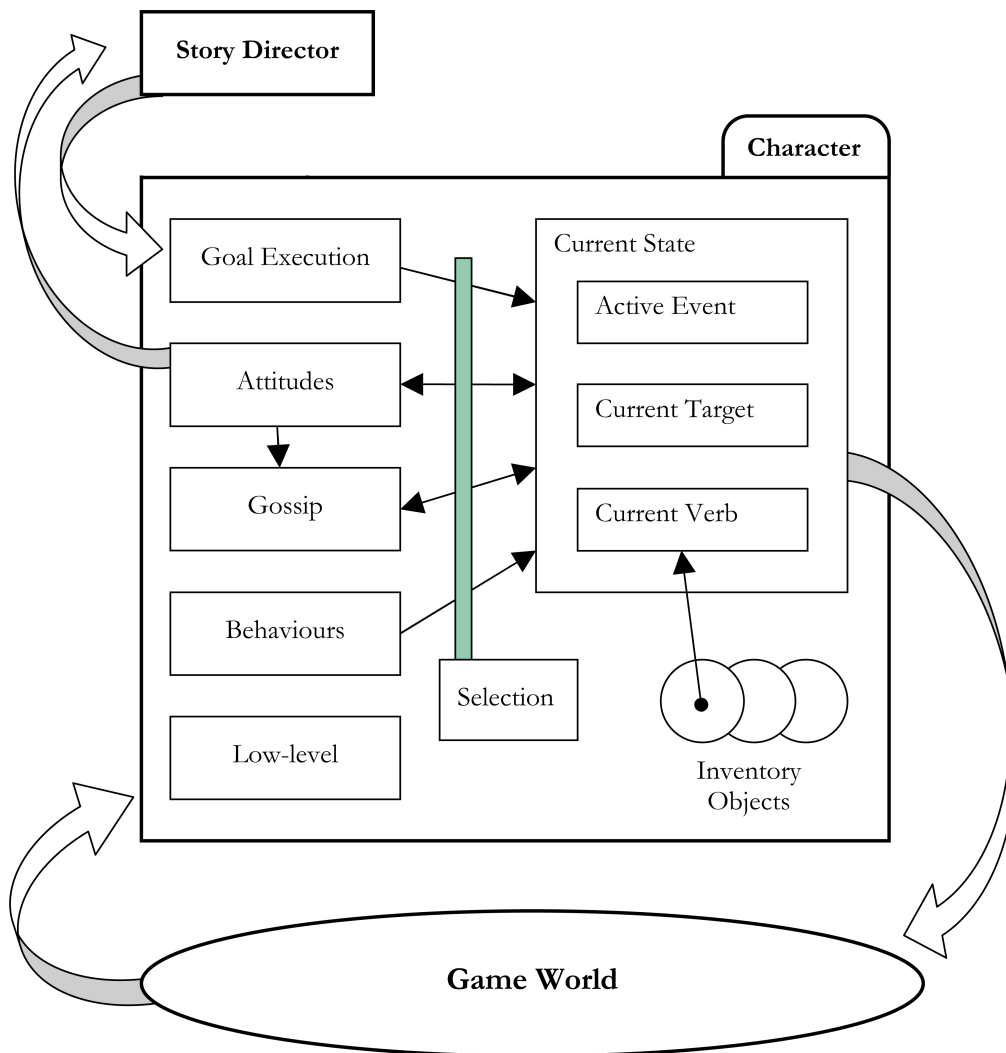 Story Director
Character
Goal Execution
Attitudes
Gossip
Behaviours
Low-level
Selection
Current State
Active Event
Current Target
Current Verb
Inventory
Objects
Game World